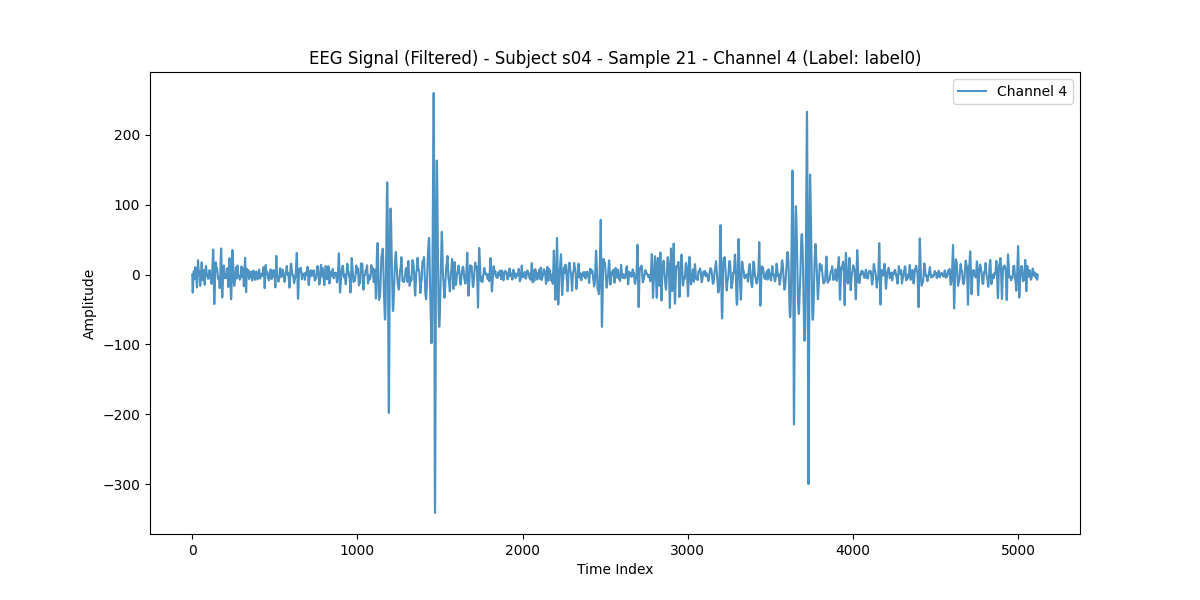 EEG Signal (Filtered) - Subject s04 - Sample 21 - Channel 4 (Label: label0)
Channel 4
200
100
0
−100
−200
−300
Amplitude
0 1000 2000 3000 4000 5000
Time Index